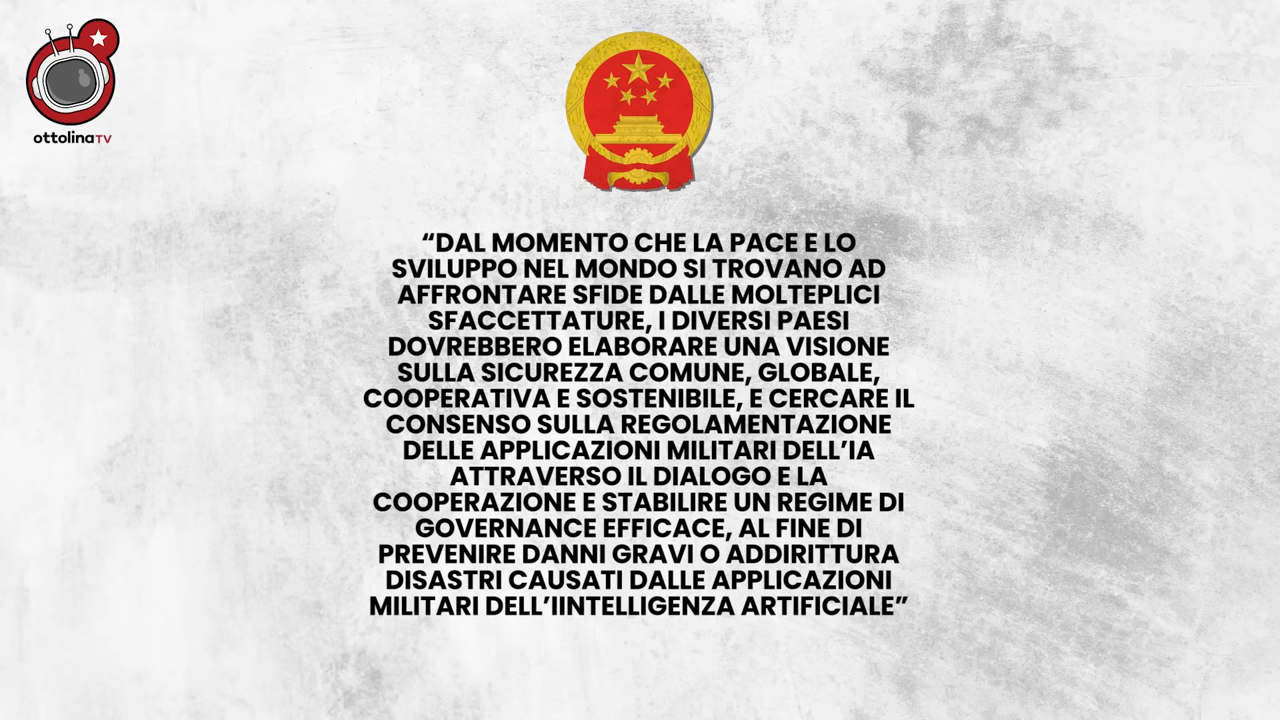 ottolinaTV
“DAL MOMENTO CHE LA PACE E LO
SVILUPPO NEL MONDO SI TROVANO AD
AFFRONTARE SFIDE DALLE MOLTEPLICI
SFACCETTATURE, I DIVERSI PAESI
DOVREBBERO ELABORARE UNA VISIONE
SULLA SICUREZZA COMUNE, GLOBALE,
COOPERATIVA E SOSTENIBILE, E CERCARE IL
CONSENSO SULLA REGOLAMENTAZIONE
DELLE APPLICAZIONI MILITARI DELL’IA
ATTRAVERSO IL DIALOGO E LA
COOPERAZIONE E STABILIRE UN REGIME DI
GOVERNANCE EFFICACE, AL FINE DI
PREVENIRE DANNI GRAVI O ADDIRITTURA
DISASTRI CAUSATI DALLE APPLICAZIONI
MILITARI DELL’IINTELLIGENZA ARTIFICIALE”